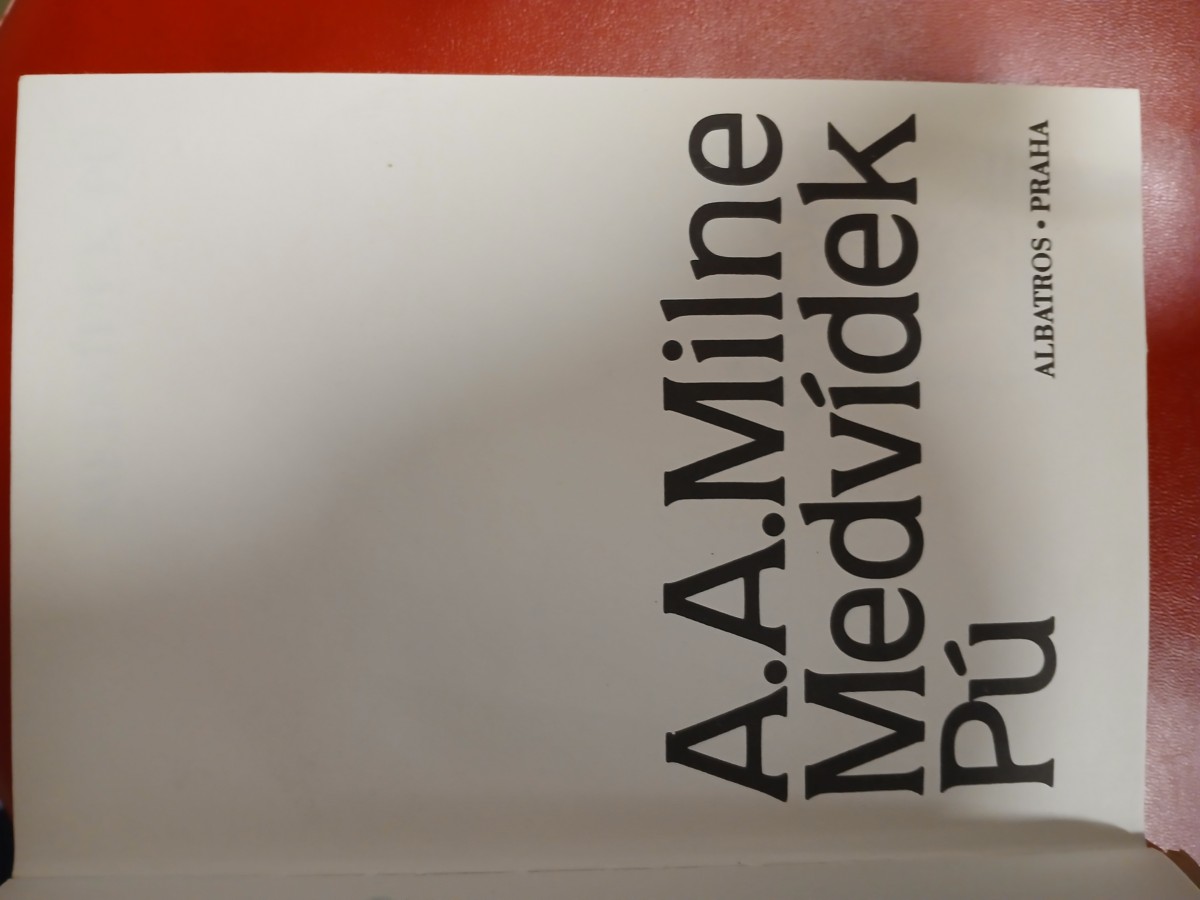 A.A.Milne
Medvídek
Pú
ALBATROS • PRAHA